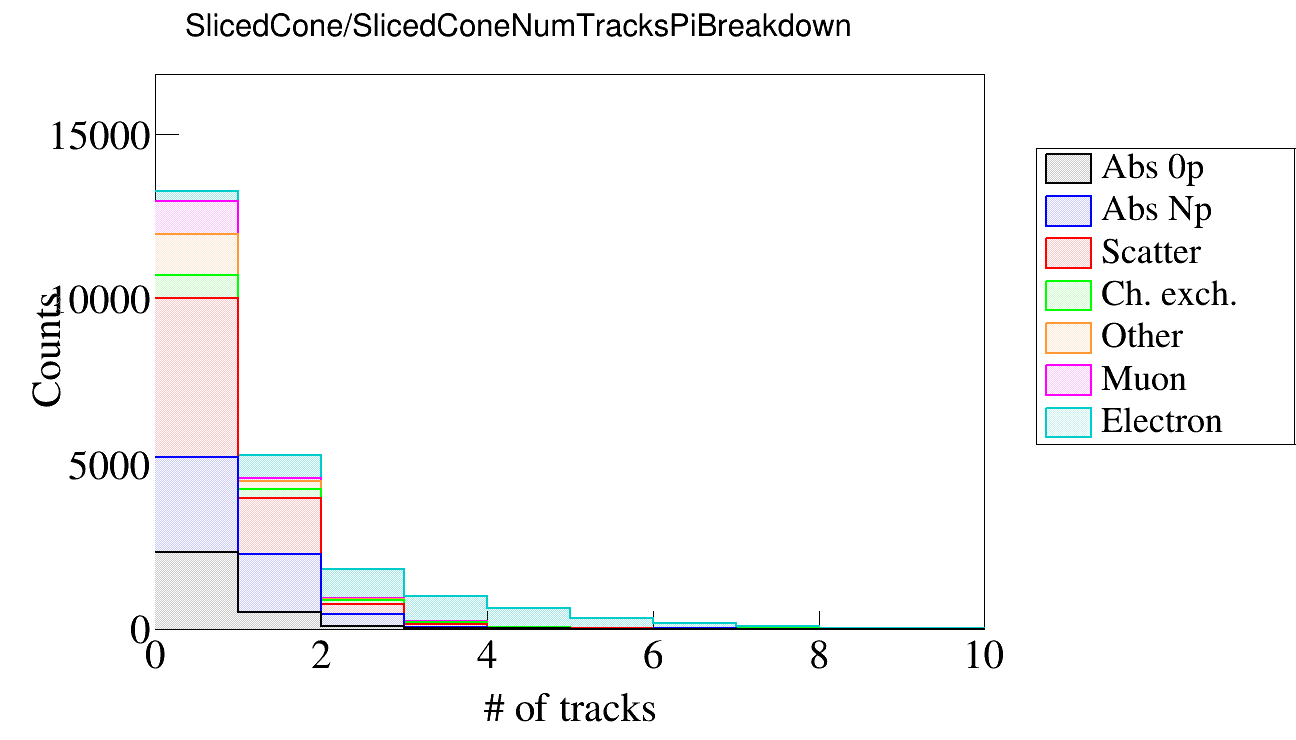 SlicedCone/SlicedConeNumTracksPiBreakdown
15000
10000
5000
0
Counts
0 2 4 6 8 10
# of tracks
Abs 0p
Abs Np
Scatter
Ch. exch.
Other
Muon
Electron